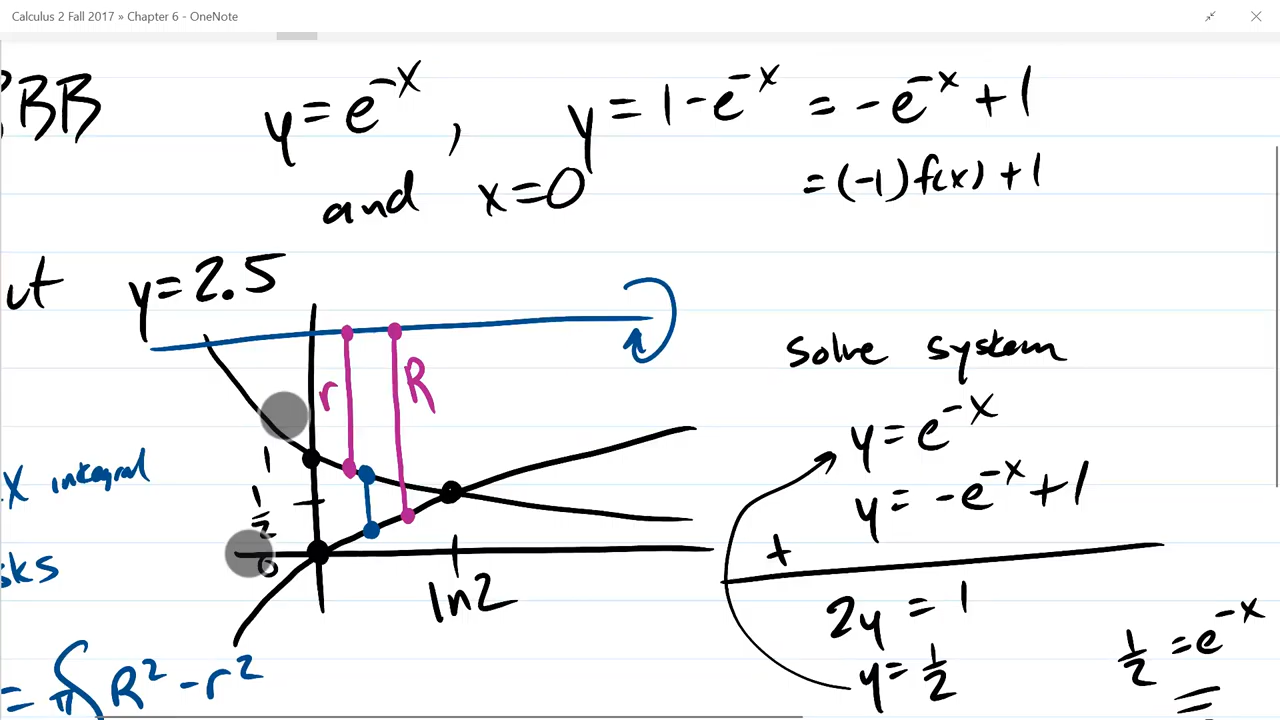 Calculus 2 Fall 2017 » Chapter 6 - OneNote
BB
y = e^-x , y = 1 - e^-x = -e^-x + 1
and x = 0
= (-1) f(x) + 1
ut y = 2.5
r R
solve system
y = e^-x
y = -e^-x + 1
+
1
1/2
0
x integral
sks
ln2
2y = 1
y = 1/2
1/2 = e^-x
=
= π∫ R² - r²